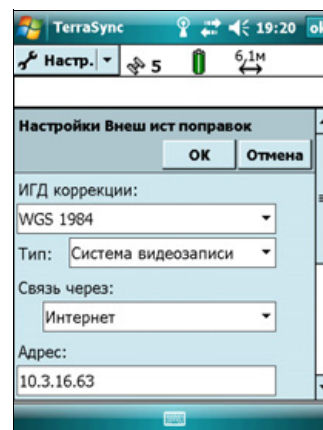 TerraSync 19:20 ok
Настр. 5 6,1м
Настройки Внеш ист поправок
ОК Отмена
ИГД коррекции:
WGS 1984
Тип: Система видеозаписи
Связь через:
Интернет
Адрес:
10.3.16.63